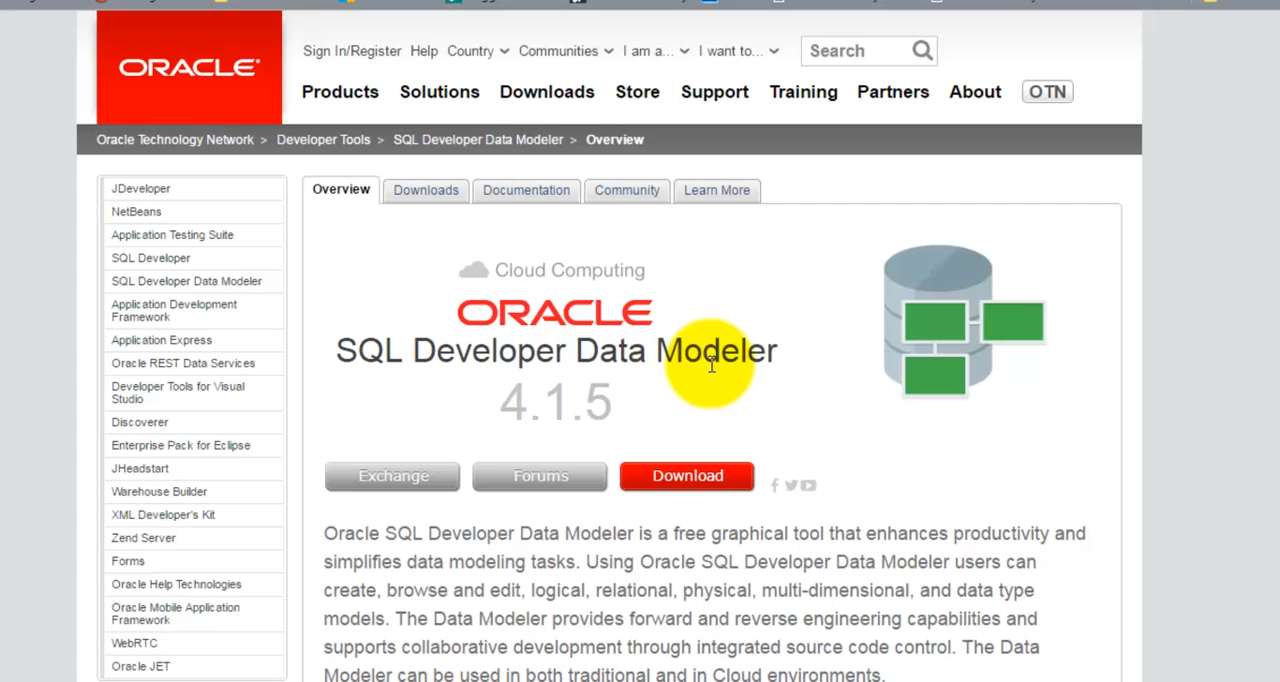 ORACLE
Sign In/Register Help Country Communities I am a... I want to... Search
Products Solutions Downloads Store Support Training Partners About OTN
Oracle Technology Network > Developer Tools > SQL Developer Data Modeler > Overview
JDeveloper
NetBeans
Application Testing Suite
SQL Developer
SQL Developer Data Modeler
Application Development
Framework
Application Express
Oracle REST Data Services
Developer Tools for Visual
Studio
Discoverer
Enterprise Pack for Eclipse
JHeadstart
Warehouse Builder
XML Developer's Kit
Zend Server
Forms
Oracle Help Technologies
Oracle Mobile Application
Framework
WebRTC
Oracle JET
Overview Downloads Documentation Community Learn More
Cloud Computing
ORACLE
SQL Developer Data Modeler
4.1.5
Exchange Forums Download
Oracle SQL Developer Data Modeler is a free graphical tool that enhances productivity and
simplifies data modeling tasks. Using Oracle SQL Developer Data Modeler users can
create, browse and edit, logical, relational, physical, multi-dimensional, and data type
models. The Data Modeler provides forward and reverse engineering capabilities and
supports collaborative development through integrated source code control. The Data
Modeler can be used in both traditional and in Cloud environments.